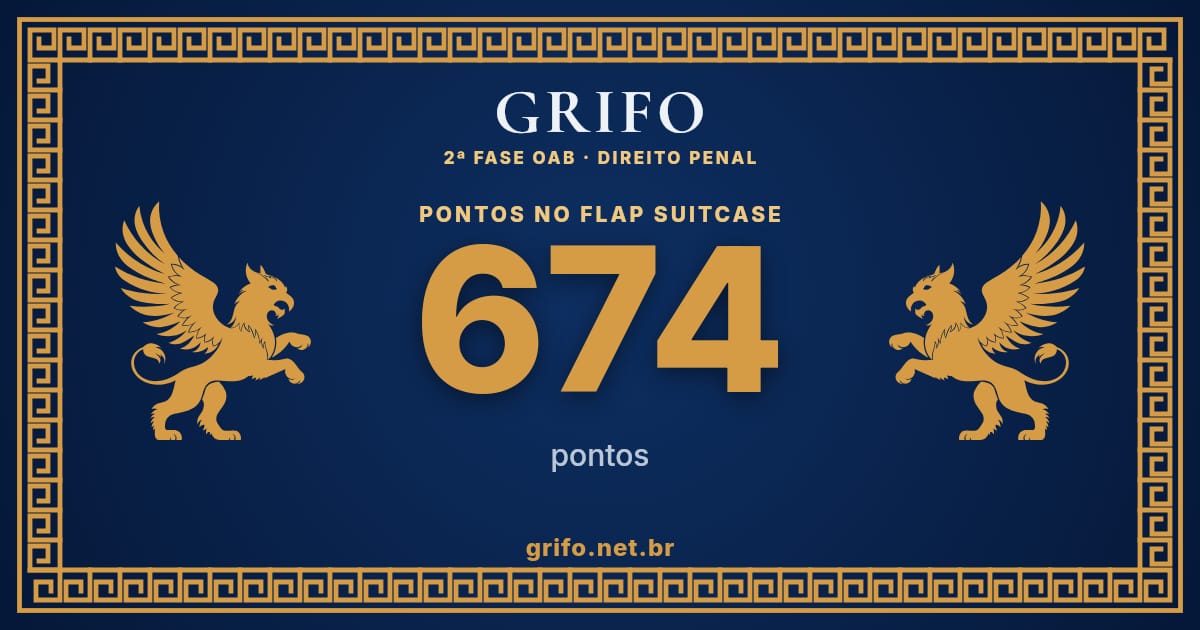 GRIFO
2ª FASE OAB · DIREITO PENAL
PONTOS NO FLAP SUITCASE
674
pontos
grifo.net.br